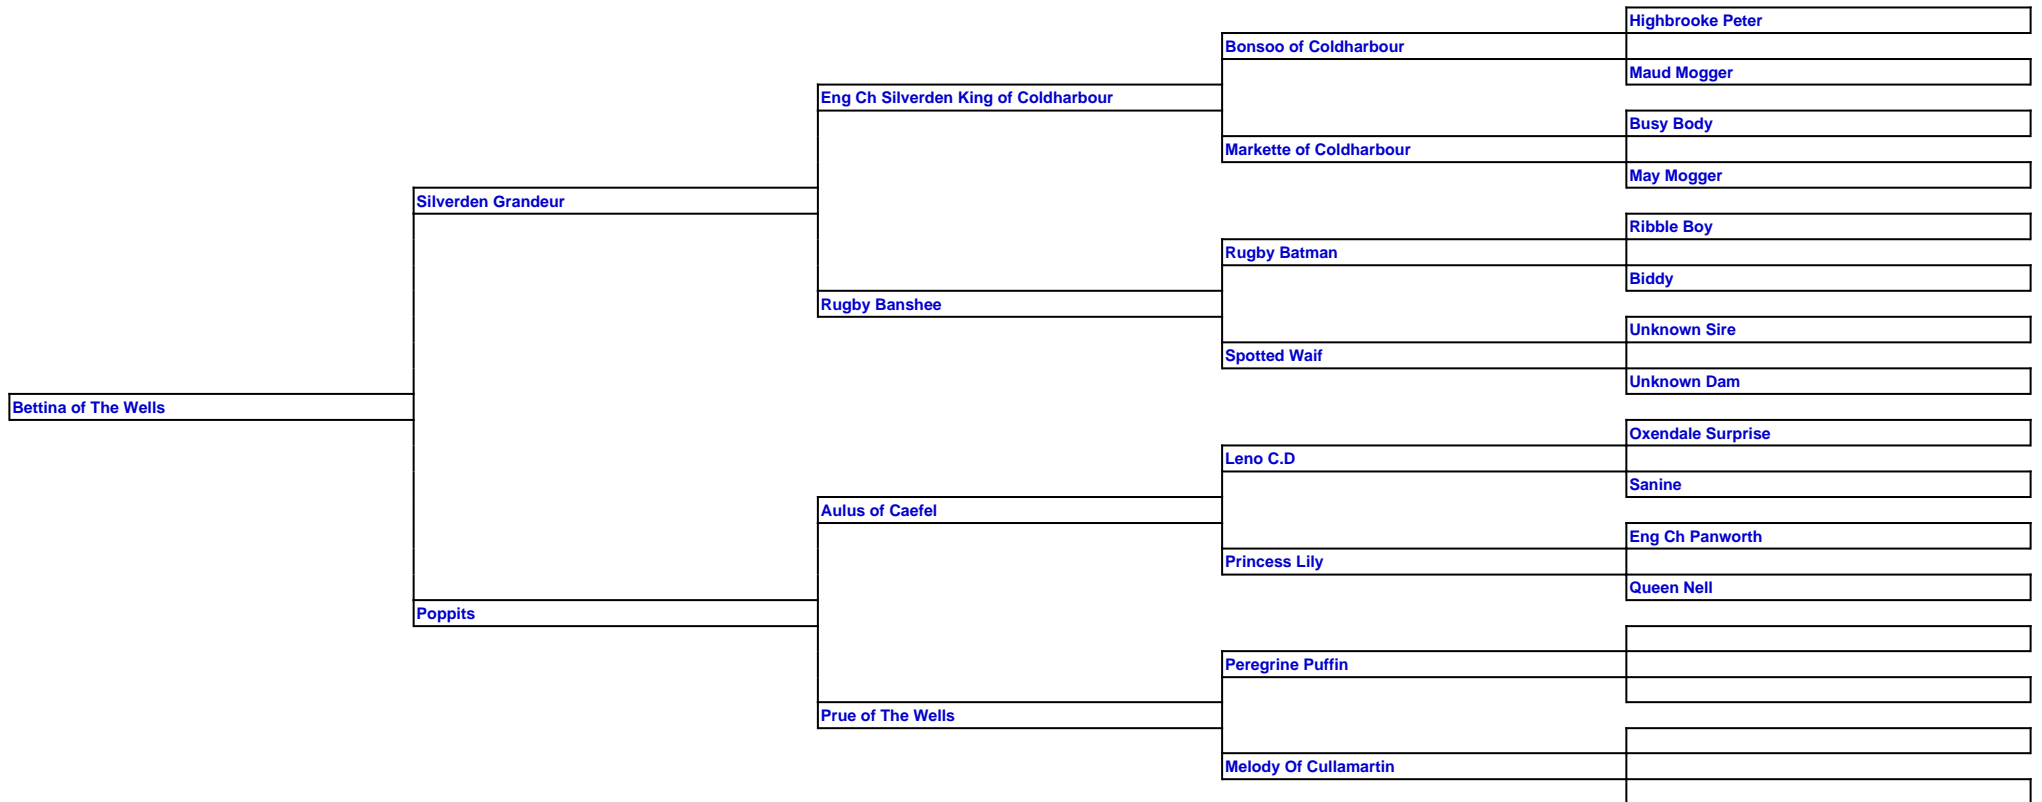 Highbrooke Peter
Bonsoo of Coldharbour
Maud Mogger
Eng Ch Silverden King of Coldharbour
Busy Body
Markette of Coldharbour
May Mogger
Silverden Grandeur
Ribble Boy
Rugby Batman
Biddy
Rugby Banshee
Unknown Sire
Spotted Waif
Unknown Dam
Bettina of The Wells
Oxendale Surprise
Leno C.D
Sanine
Aulus of Caefel
Eng Ch Panworth
Princess Lily
Queen Nell
Poppits
Peregrine Puffin
Prue of The Wells
Melody Of Cullamartin